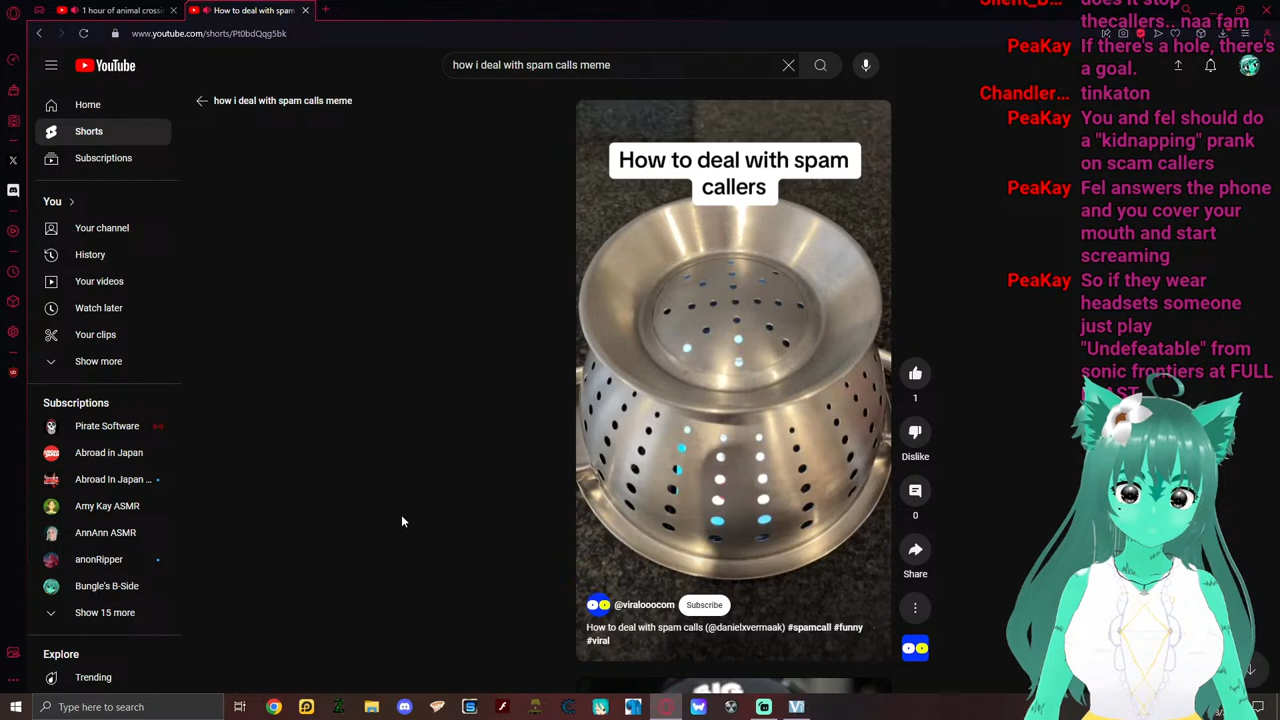 1 hour of animal crossin
How to deal with spam
www.youtube.com/shorts/Pt0bdQqg5bk
YouTube
how i deal with spam calls meme
Home
Shorts
Subscriptions
You
Your channel
History
Your videos
Watch later
Your clips
Show more
Subscriptions
Pirate Software
Abroad in Japan
Abroad In Japan ...
Amy Kay ASMR
AnnAnn ASMR
anonRipper
Bungle's B-Side
Show 15 more
Explore
Trending
how i deal with spam calls meme
How to deal with spam
callers
@viralooocom
Subscribe
How to deal with spam calls (@danielxvermaak) #spamcall #funny
#viral
1
Dislike
0
Share
does it stop
thecallers.. naa fam
PeaKay If there's a hole, there's
a goal.
Chandler... tinkaton
PeaKay You and fel should do
a "kidnapping" prank
on scam callers
PeaKay Fel answers the phone
and you cover your
mouth and start
screaming
PeaKay So if they wear
headsets someone
just play
"Undefeatable" from
sonic frontiers at FULL
Type here to search